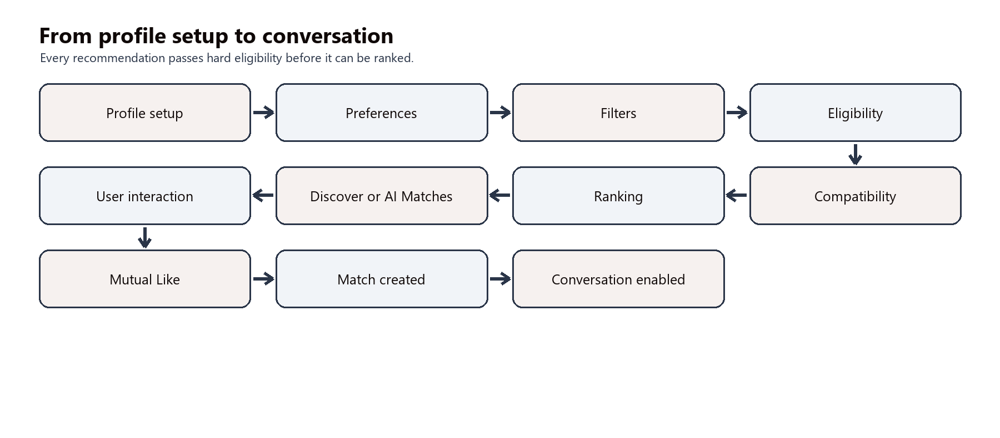 From profile setup to conversation
Every recommendation passes hard eligibility before it can be ranked.
Profile setup
Preferences
Filters
Eligibility
User interaction
Discover or AI Matches
Ranking
Compatibility
Mutual Like
Match created
Conversation enabled